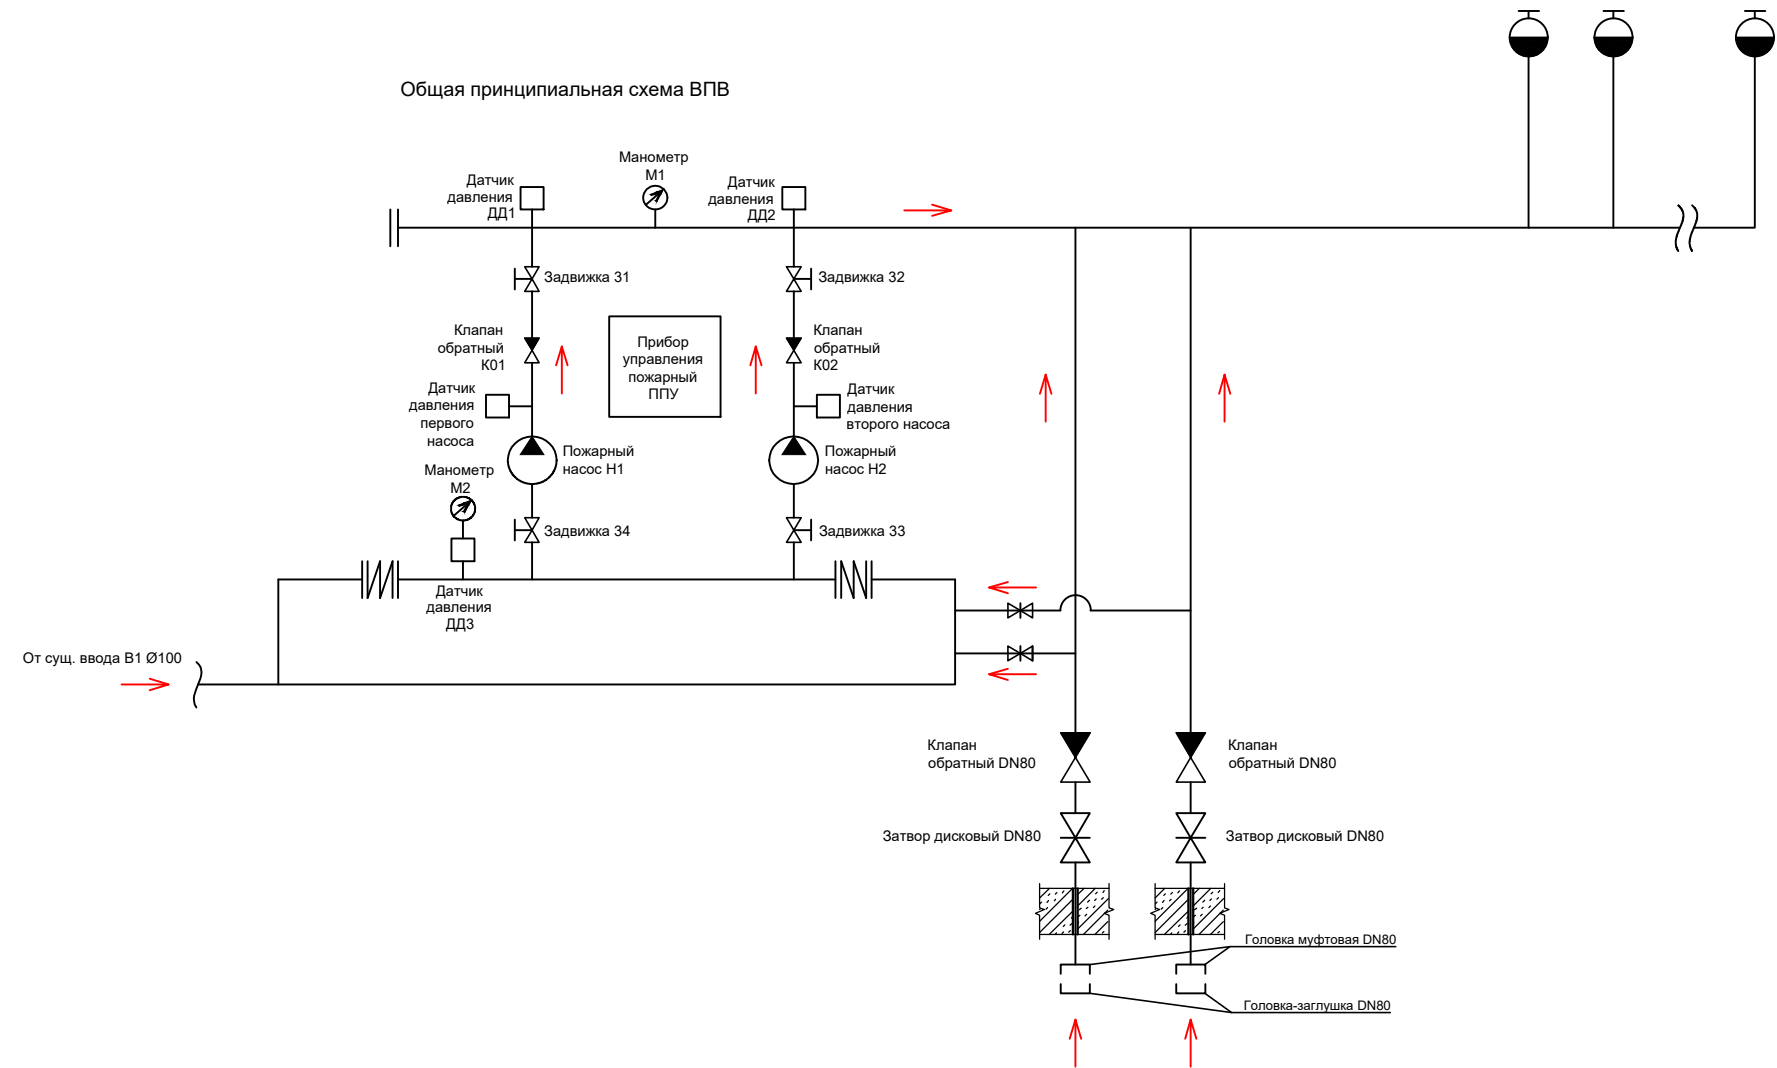 Общая принципиальная схема ВПВ
Манометр
М1
Датчик
давления
ДД1
Датчик
давления
ДД2
Задвижка 31
Задвижка 32
Клапан
обратный
К01
Прибор
управления
пожарный
ППУ
Клапан
обратный
К02
Датчик
давления
первого
насоса
Датчик
давления
второго насоса
Пожарный
насос Н1
Пожарный
насос Н2
Манометр
М2
Задвижка 34
Задвижка 33
Датчик
давления
ДД3
От сущ. ввода В1 Ø100
Клапан
обратный DN80
Клапан
обратный DN80
Затвор дисковый DN80
Затвор дисковый DN80
Головка муфтовая DN80
Головка-заглушка DN80